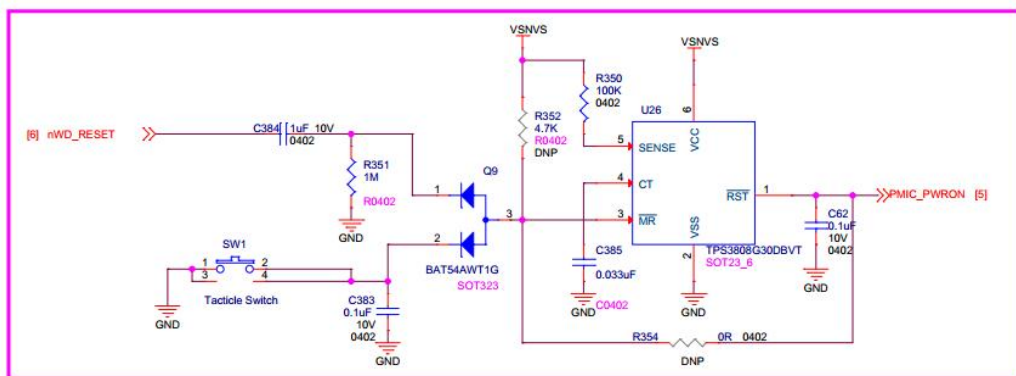 VSNVS
VSNVS
R350
100K
0402
R352
4.7K
R0402
DNP
U26
[6] nWD_RESET
C384
1uF 10V
0402
R351
1M
R0402
GND
Q9
1
2
3
BAT54AWT1G
SOT323
SW1
1
2
3
4
Tacticle Switch
GND
C383
0.1uF
10V
0402
GND
5
SENSE
6
VCC
4
CT
3
MR
1
RST
2
VSS
TPS3808G30DBVT
SOT23_6
GND
C385
0.033uF
C0402
GND
PMIC_PWRON [5]
C62
0.1uF
10V
0402
GND
R354
0R 0402
DNP